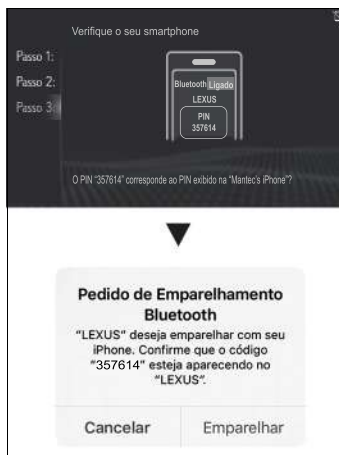 Verifique o seu smartphone
Passo 1:
Passo 2:
Passo 3:
Bluetooth Ligado
LEXUS
PIN
357614
O PIN "357614" corresponde ao PIN exibido na "Mantec's iPhone"?
Pedido de Emparelhamento
Bluetooth
"LEXUS" deseja emparelhar com seu
iPhone. Confirme que o código
"357614" esteja aparecendo no
"LEXUS".
Cancelar Emparelhar